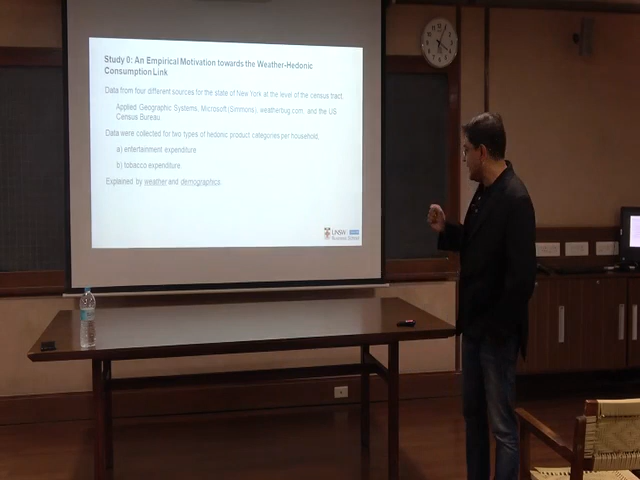 Study 0: An Empirical Motivation towards the Weather-Hedonic
Consumption Link
Data from four different sources for the state of New York at the level of the census tract.
Applied Geographic Systems, Microsoft(Simmons), weatherbug.com and the US
Census Bureau
Data were collected for two types of hedonic product categories per household,
a) entertainment expenditure
b) tobacco expenditure
Explained by weather and demographics
UNSW
Business School